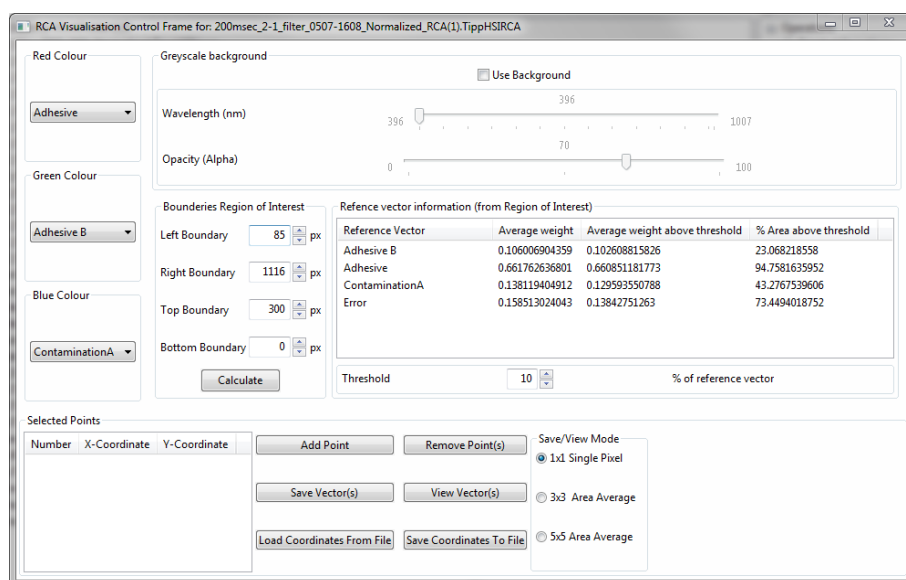 RCA Visualisation Control Frame for: 200msec_2-1_filter_0507-1608_Normalized_RCA(1).TippHSIRCA
Red Colour
Adhesive
Green Colour
Adhesive B
Blue Colour
ContaminationA
Greyscale background
Use Background
Wavelength (nm)
396
396
1007
Opacity (Alpha)
70
0
100
Bounderies Region of Interest
Left Boundary 85 px
Right Boundary 1116 px
Top Boundary 300 px
Bottom Boundary 0 px
Calculate
Refence vector information (from Region of Interest)
Reference Vector Average weight Average weight above threshold % Area above threshold
Adhesive B 0.106006904359 0.102608815826 23.068218558
Adhesive 0.661762636801 0.660851181773 94.7581635952
ContaminationA 0.138119404912 0.129593550788 43.2767539606
Error 0.158513024043 0.13842751263 73.4494018752
Threshold 10 % of reference vector
Selected Points
Number X-Coordinate Y-Coordinate
Add Point Remove Point(s)
Save Vector(s) View Vector(s)
Load Coordinates From File Save Coordinates To File
Save/View Mode
1x1 Single Pixel
3x3 Area Average
5x5 Area Average